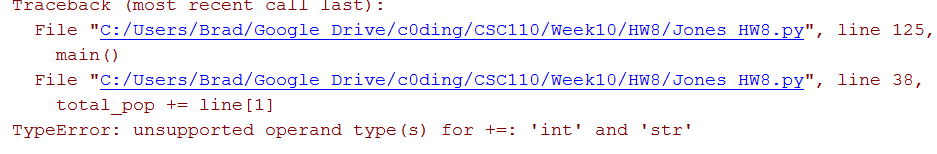 Traceback (most recent call last):
File "C:/Users/Brad/Google Drive/c0ding/CSC110/Week10/HW8/Jones HW8.py", line 125,
main()
File "C:/Users/Brad/Google Drive/c0ding/CSC110/Week10/HW8/Jones HW8.py", line 38,
total_pop += line[1]
TypeError: unsupported operand type(s) for +=: 'int' and 'str'